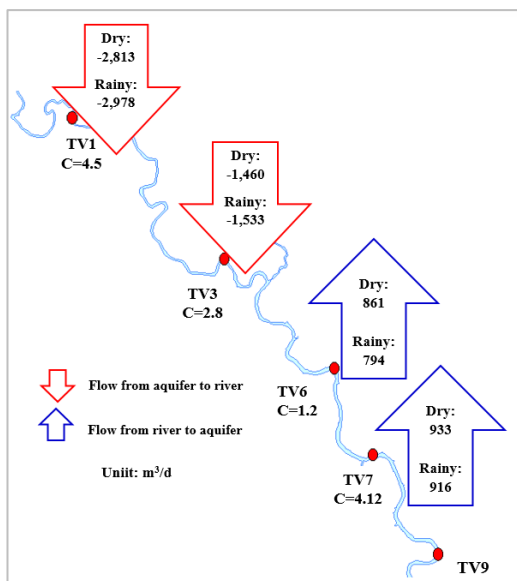 Dry:
-2,813
Rainy:
-2,978
TV1
C=4.5
Dry:
-1,460
Rainy:
-1,533
TV3
C=2.8
Dry:
861
Rainy:
794
TV6
C=1.2
Flow from aquifer to river
Flow from river to aquifer
Uniit: m³/d
Dry:
933
Rainy:
916
TV7
C=4.12
TV9